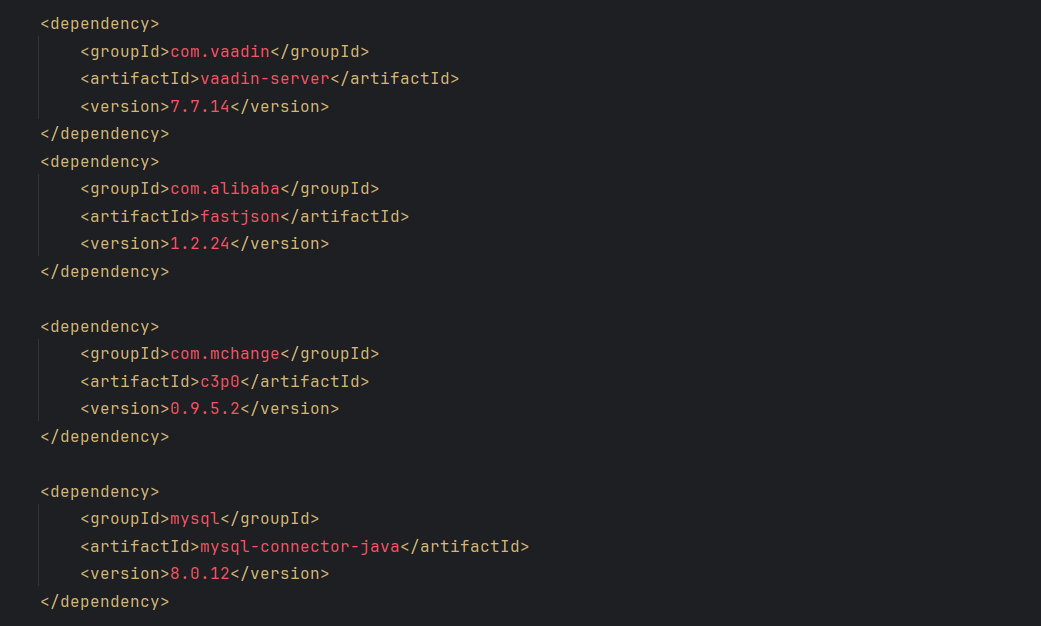 <dependency>
<groupId>com.vaadin</groupId>
<artifactId>vaadin-server</artifactId>
<version>7.7.14</version>
</dependency>
<dependency>
<groupId>com.alibaba</groupId>
<artifactId>fastjson</artifactId>
<version>1.2.24</version>
</dependency>
<dependency>
<groupId>com.mchange</groupId>
<artifactId>c3p0</artifactId>
<version>0.9.5.2</version>
</dependency>
<dependency>
<groupId>mysql</groupId>
<artifactId>mysql-connector-java</artifactId>
<version>8.0.12</version>
</dependency>